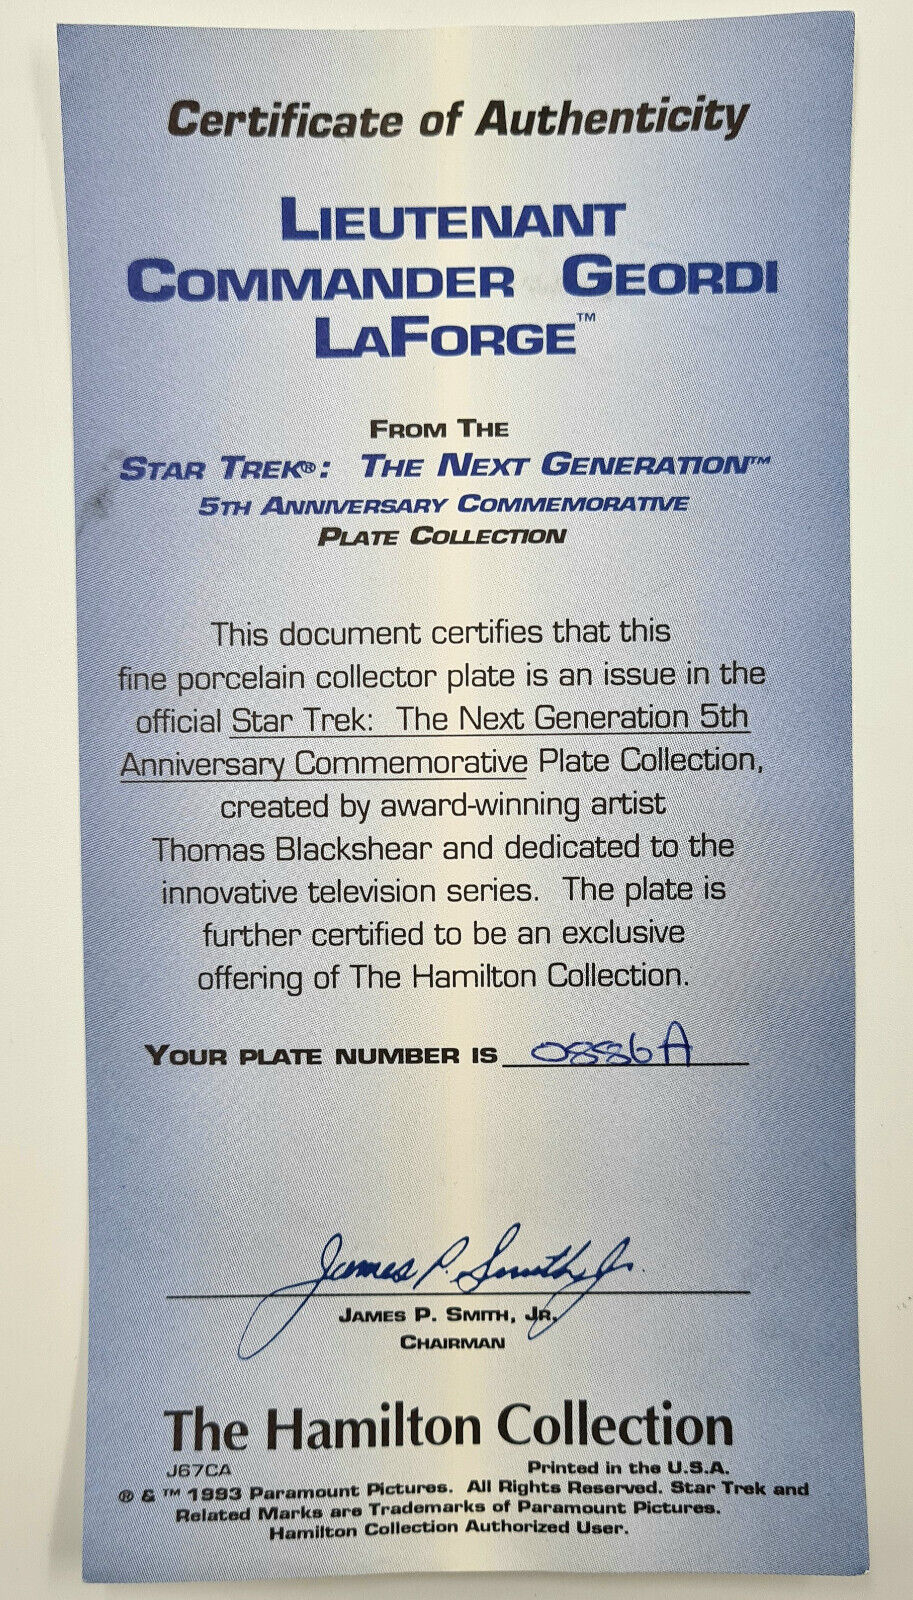 Certificate of Authenticity
LIEUTENANT
COMMANDER GEORDI
LAFORGE™
FROM THE
STAR TREK®: THE NEXT GENERATION™
5TH ANNIVERSARY COMMEMORATIVE
PLATE COLLECTION
This document certifies that this
fine porcelain collector plate is an issue in the
official Star Trek: The Next Generation 5th
Anniversary Commemorative Plate Collection,
created by award-winning artist
Thomas Blackshear and dedicated to the
innovative television series. The plate is
further certified to be an exclusive
offering of The Hamilton Collection.
YOUR PLATE NUMBER IS 0886A
James P. Smith, Jr.
JAMES P. SMITH, JR.
CHAIRMAN
The Hamilton Collection
J67CA Printed in the U.S.A.
® & ™ 1993 Paramount Pictures. All Rights Reserved. Star Trek and
Related Marks are Trademarks of Paramount Pictures.
Hamilton Collection Authorized User.